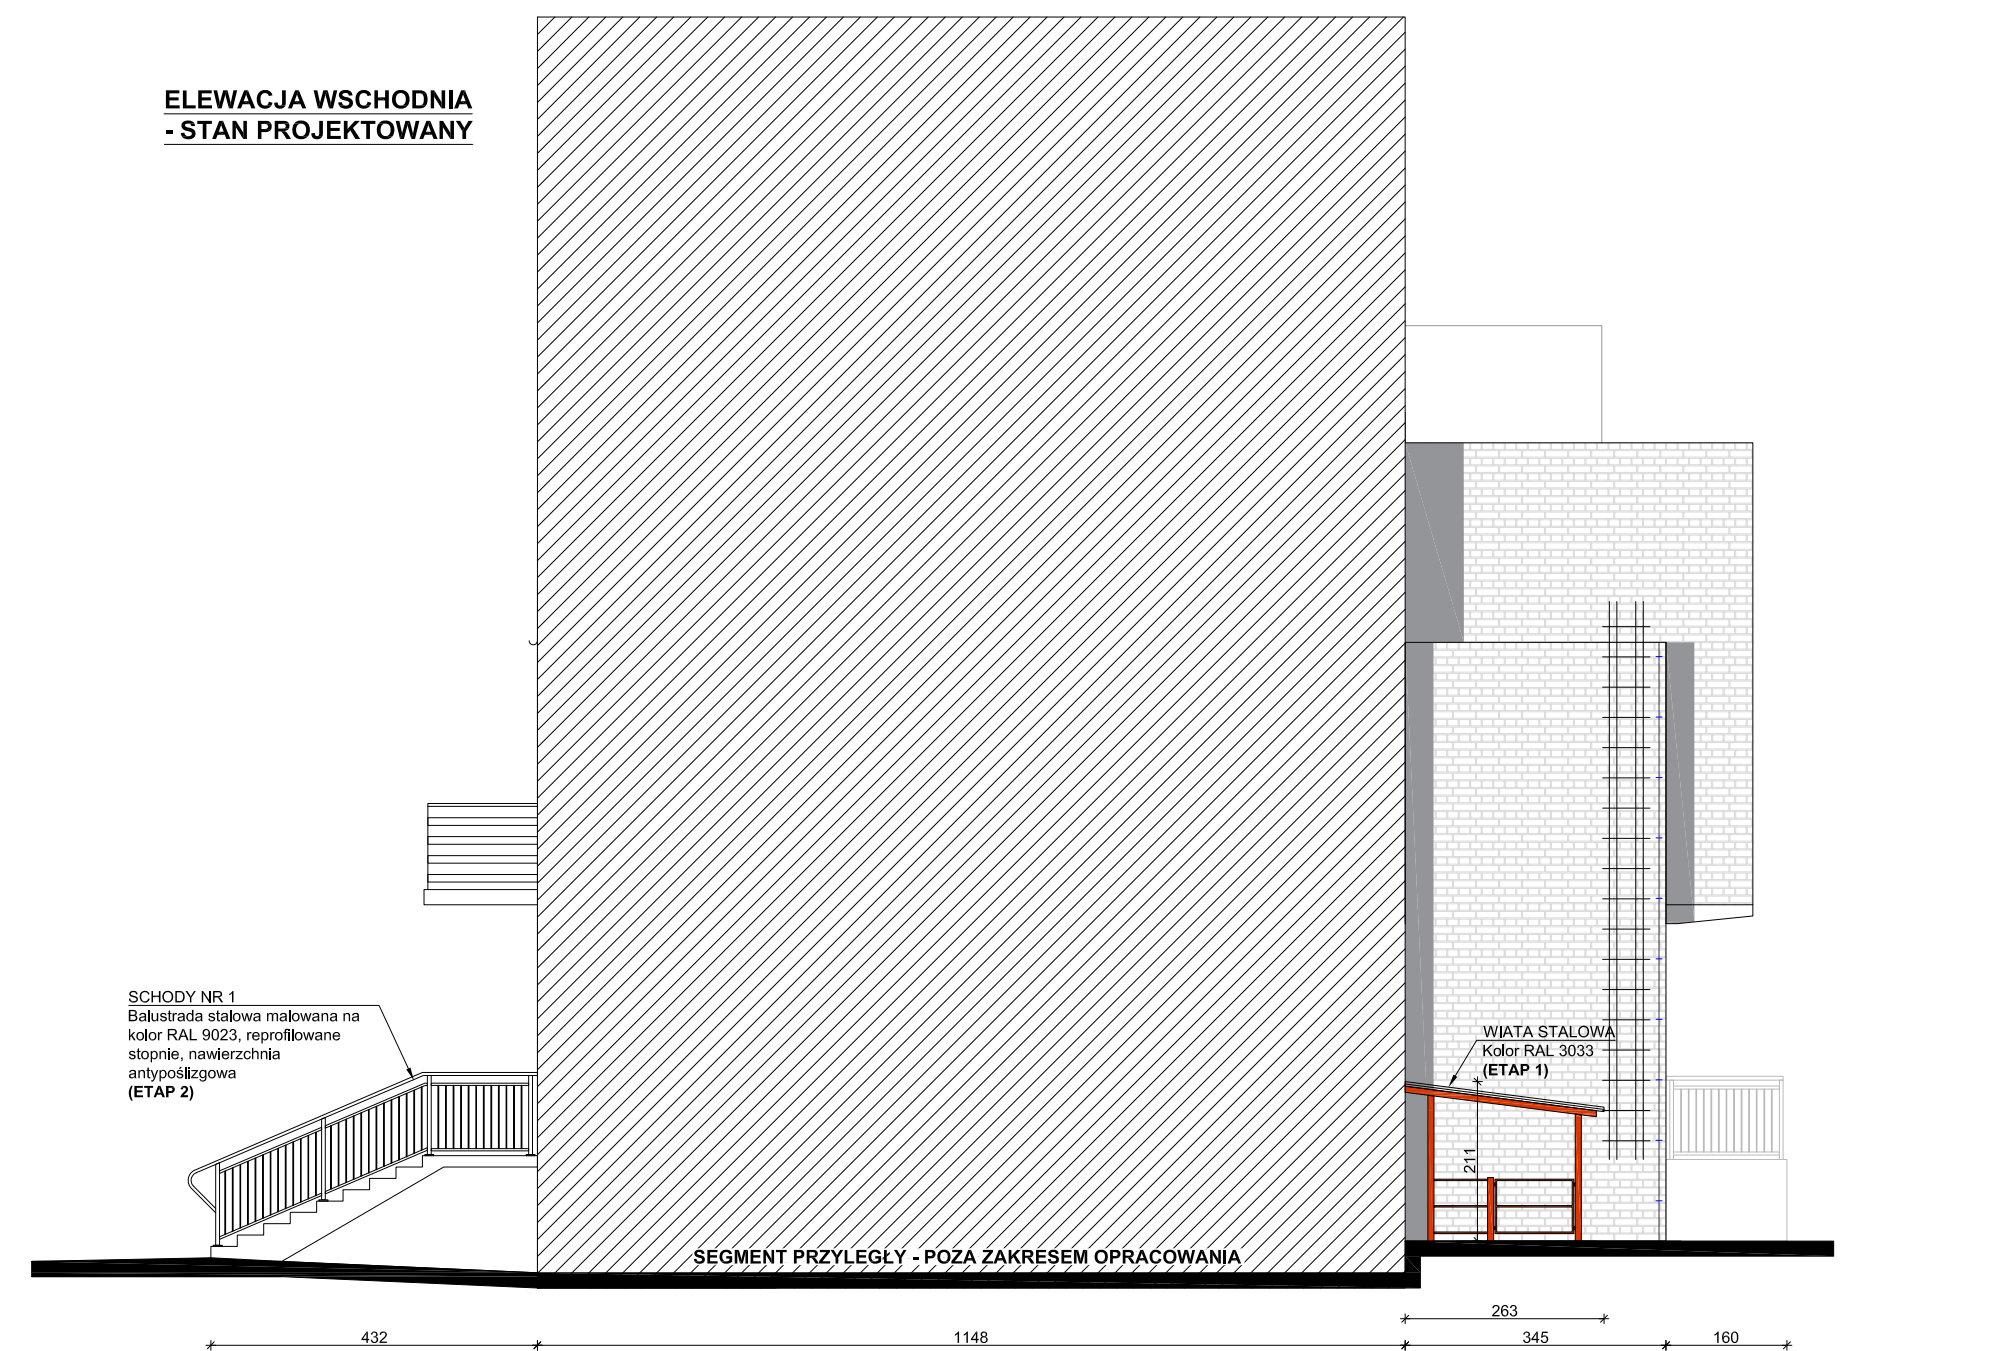 ELEWACJA WSCHODNIA
- STAN PROJEKTOWANY
SCHODY NR 1
Balustrada stalowa malowana na
kolor RAL 9023, reprofilowane
stopnie, nawierzchnia
antypoślizgowa
(ETAP 2)
WIATA STALOWA
Kolor RAL 3033
(ETAP 1)
211
SEGMENT PRZYLEGŁY - POZA ZAKRESEM OPRACOWANIA
263
432
1148
345
160